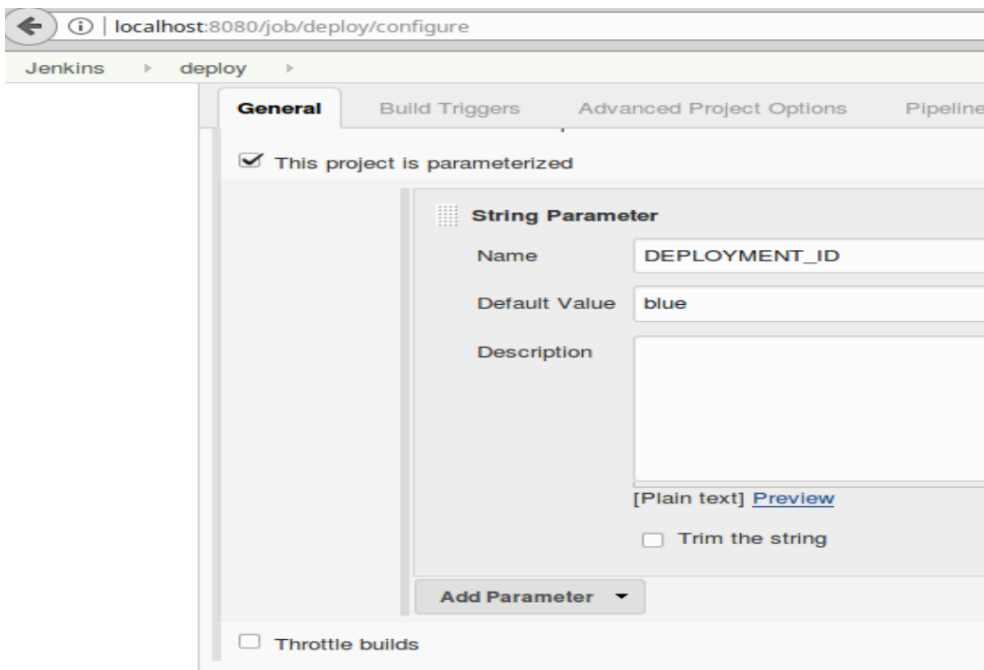 localhost:8080/job/deploy/configure
Jenkins deploy
General Build Triggers Advanced Project Options Pipeline
This project is parameterized
String Parameter
Name DEPLOYMENT_ID
Default Value blue
Description
[Plain text] Preview
Trim the string
Add Parameter
Throttle builds